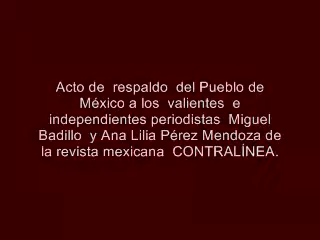 Acto de  respaldo  del Pueblo de
México a los  valientes  e
independientes periodistas  Miguel
Badillo  y Ana Lilia Pérez Mendoza de
la revista mexicana  CONTRALÍNEA.